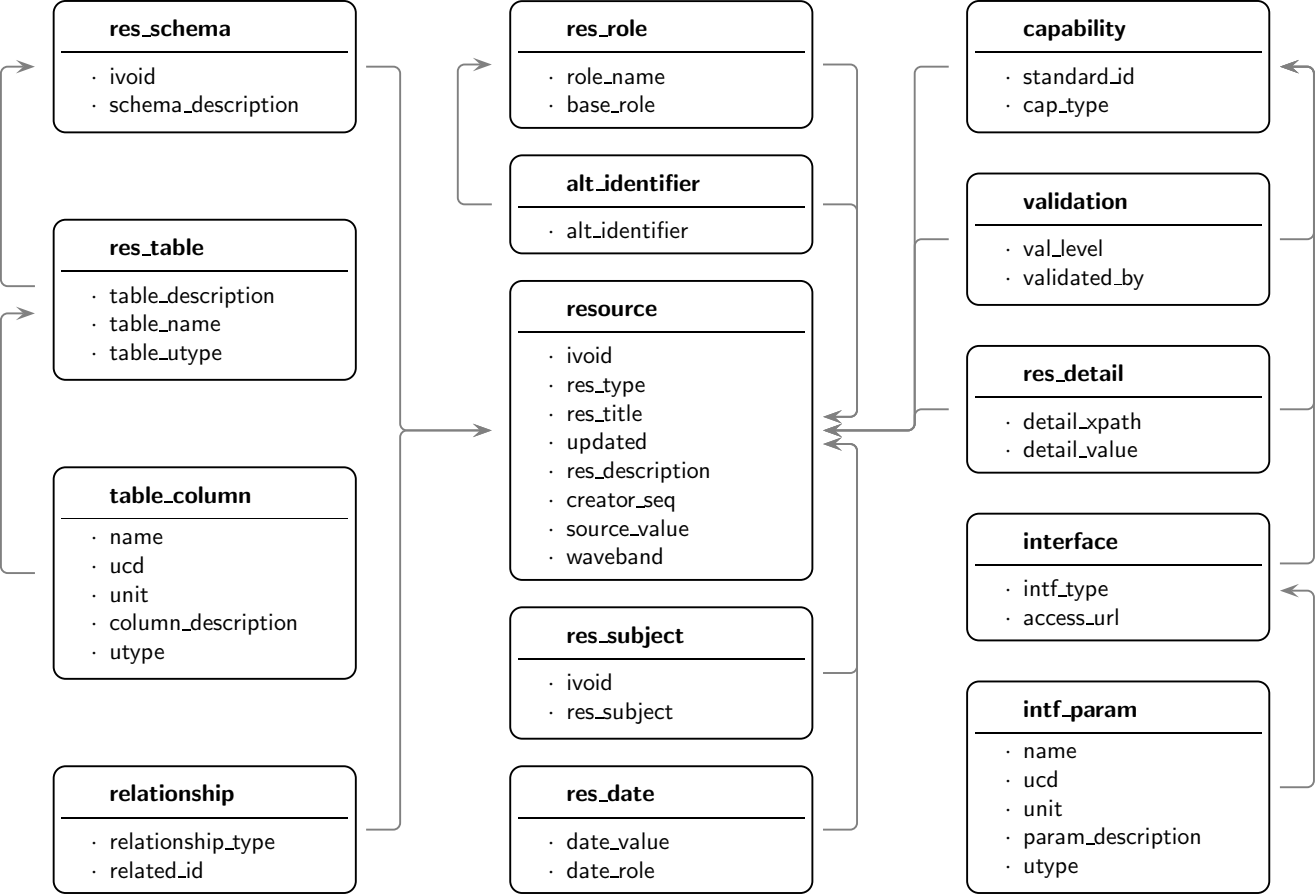 res_schema
· ivoid
· schema_description
res_table
· table_description
· table_name
· table_utype
table_column
· name
· ucd
· unit
· column_description
· utype
relationship
· relationship_type
· related_id
res_role
· role_name
· base_role
alt_identifier
· alt_identifier
resource
· ivoid
· res_type
· res_title
· updated
· res_description
· creator_seq
· source_value
· waveband
res_subject
· ivoid
· res_subject
res_date
· date_value
· date_role
capability
· standard_id
· cap_type
validation
· val_level
· validated_by
res_detail
· detail_xpath
· detail_value
interface
· intf_type
· access_url
intf_param
· name
· ucd
· unit
· param_description
· utype